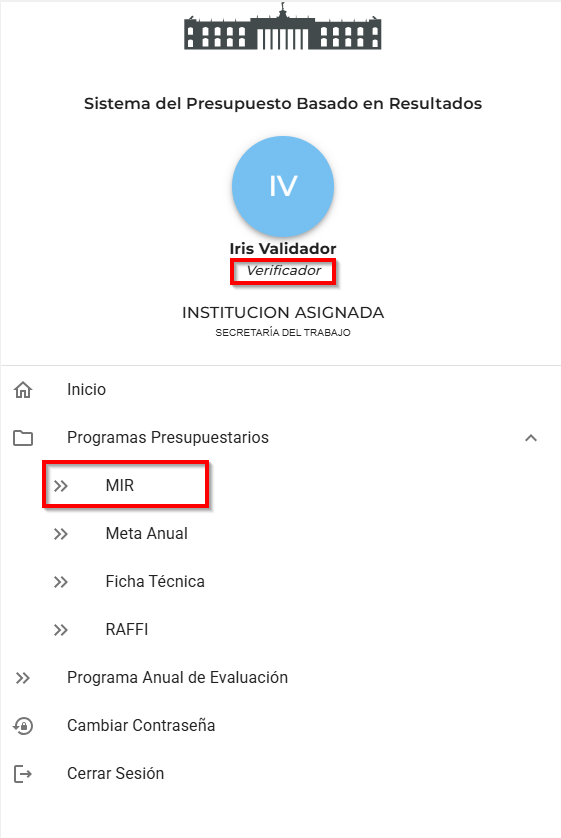 Sistema del Presupuesto Basado en Resultados
IV
Iris Validador
Verificador
INSTITUCION ASIGNADA
SECRETARÍA DEL TRABAJO
Inicio
Programas Presupuestarios
MIR
Meta Anual
Ficha Técnica
RAFFI
Programa Anual de Evaluación
Cambiar Contraseña
Cerrar Sesión